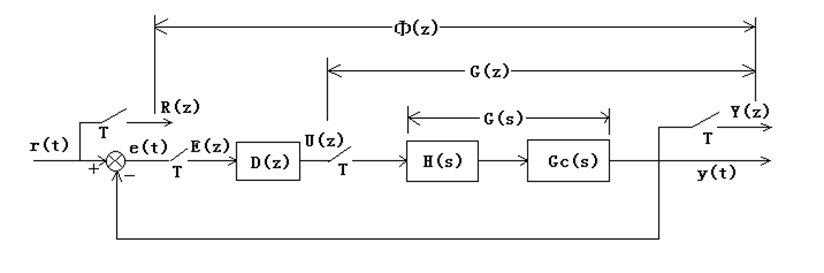 Φ(z)
G(z)
R(z)
G(s)
Y(z)
T
T
r(t)
e(t)
E(z)
U(z)
+
−
T
D(z)
T
H(s)
Gc(s)
y(t)